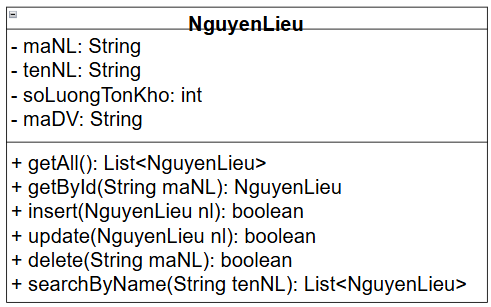 NguyenLieu
- maNL: String
- tenNL: String
- soLuongTonKho: int
- maDV: String
+ getAll(): List<NguyenLieu>
+ getById(String maNL): NguyenLieu
+ insert(NguyenLieu nl): boolean
+ update(NguyenLieu nl): boolean
+ delete(String maNL): boolean
+ searchByName(String tenNL): List<NguyenLieu>